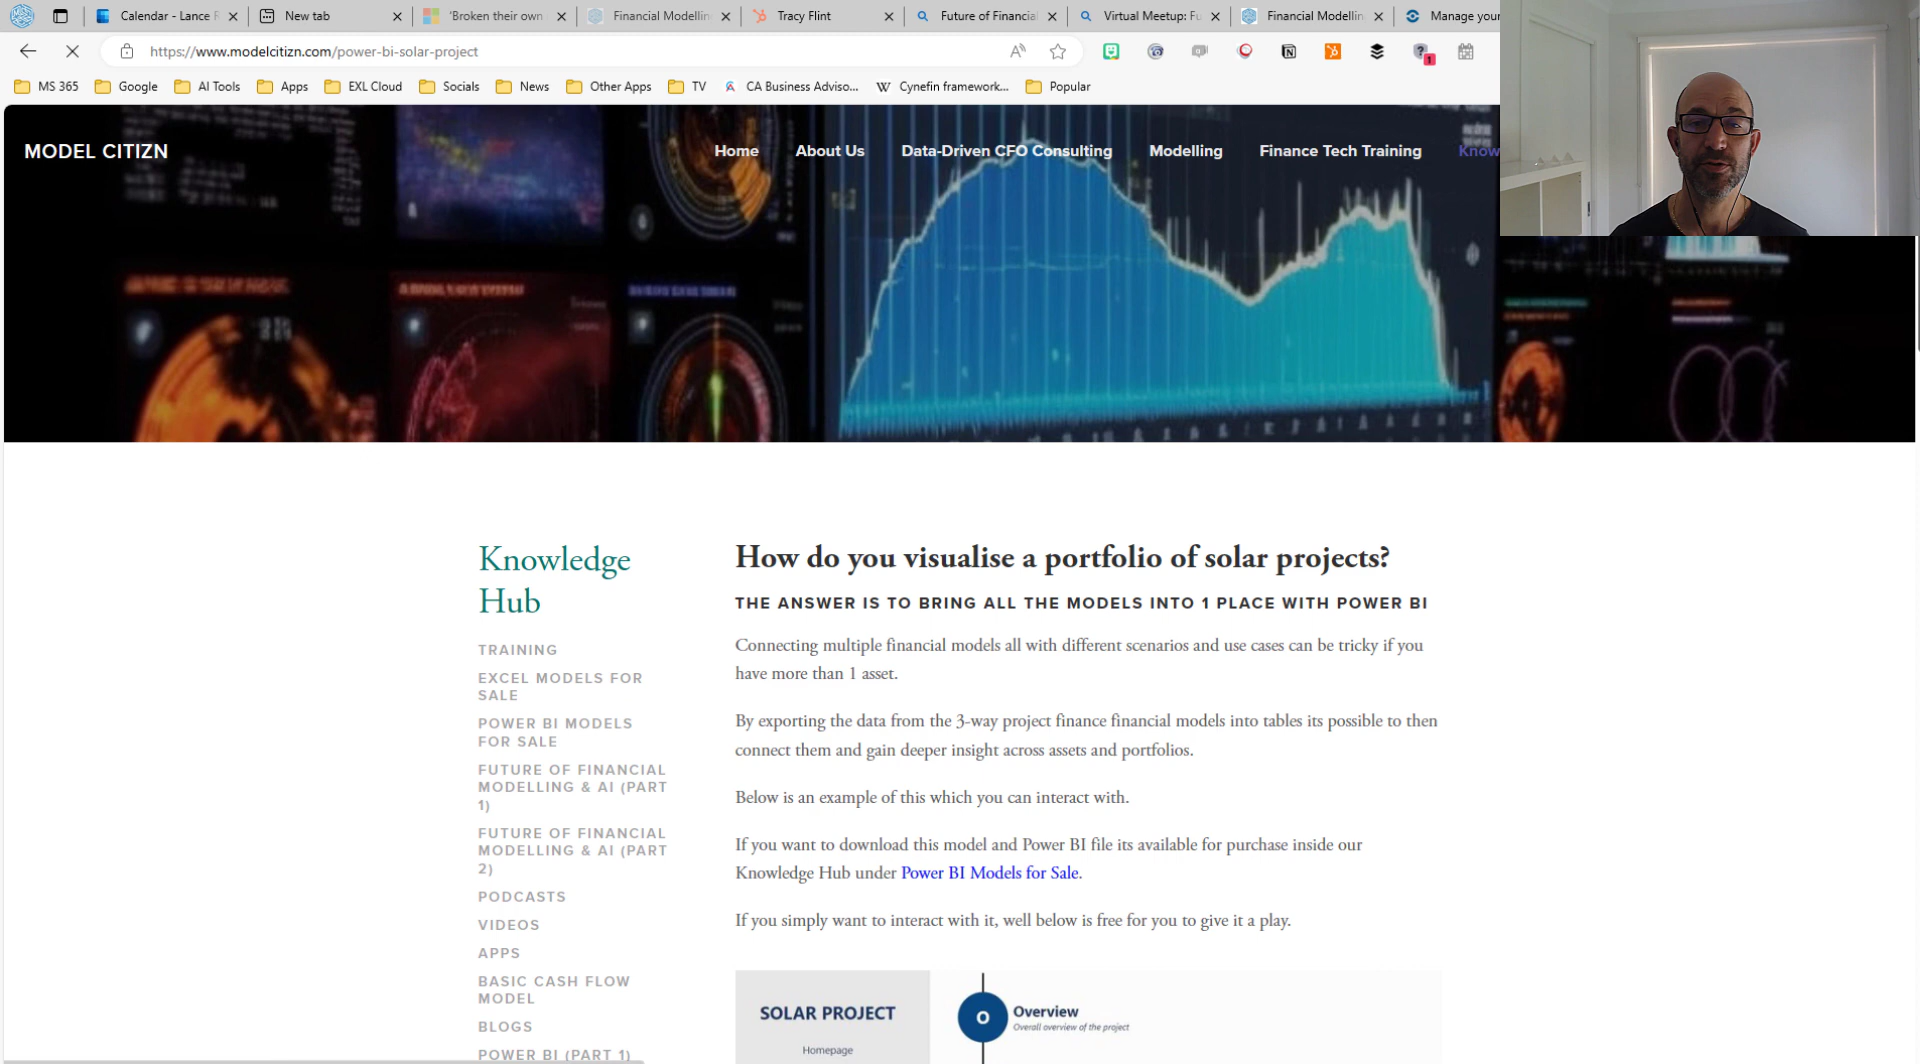 Calendar - Lance R
New tab
'Broken their own
Financial Modellin
Tracy Flint
Future of Financia
Virtual Meetup: Fu
Financial Modellin
Manage your
https://www.modelcitizn.com/power-bi-solar-project
MS 365
Google
AI Tools
Apps
EXL Cloud
Socials
News
Other Apps
TV
CA Business Adviso...
Cynefin framework...
Popular
MODEL CITIZN
Home
About Us
Data-Driven CFO Consulting
Modelling
Finance Tech Training
Know
Knowledge
Hub
TRAINING
EXCEL MODELS FOR
SALE
POWER BI MODELS
FOR SALE
FUTURE OF FINANCIAL
MODELLING & AI (PART
1)
FUTURE OF FINANCIAL
MODELLING & AI (PART
2)
PODCASTS
VIDEOS
APPS
BASIC CASH FLOW
MODEL
BLOGS
POWER BI (PART 1)
How do you visualise a portfolio of solar projects?
THE ANSWER IS TO BRING ALL THE MODELS INTO 1 PLACE WITH POWER BI
Connecting multiple financial models all with different scenarios and use cases can be tricky if you
have more than 1 asset.
By exporting the data from the 3-way project finance financial models into tables its possible to then
connect them and gain deeper insight across assets and portfolios.
Below is an example of this which you can interact with.
If you want to download this model and Power BI file its available for purchase inside our
Knowledge Hub under Power BI Models for Sale.
If you simply want to interact with it, well below is free for you to give it a play.
SOLAR PROJECT
Homepage
O
Overview
Overall overview of the project